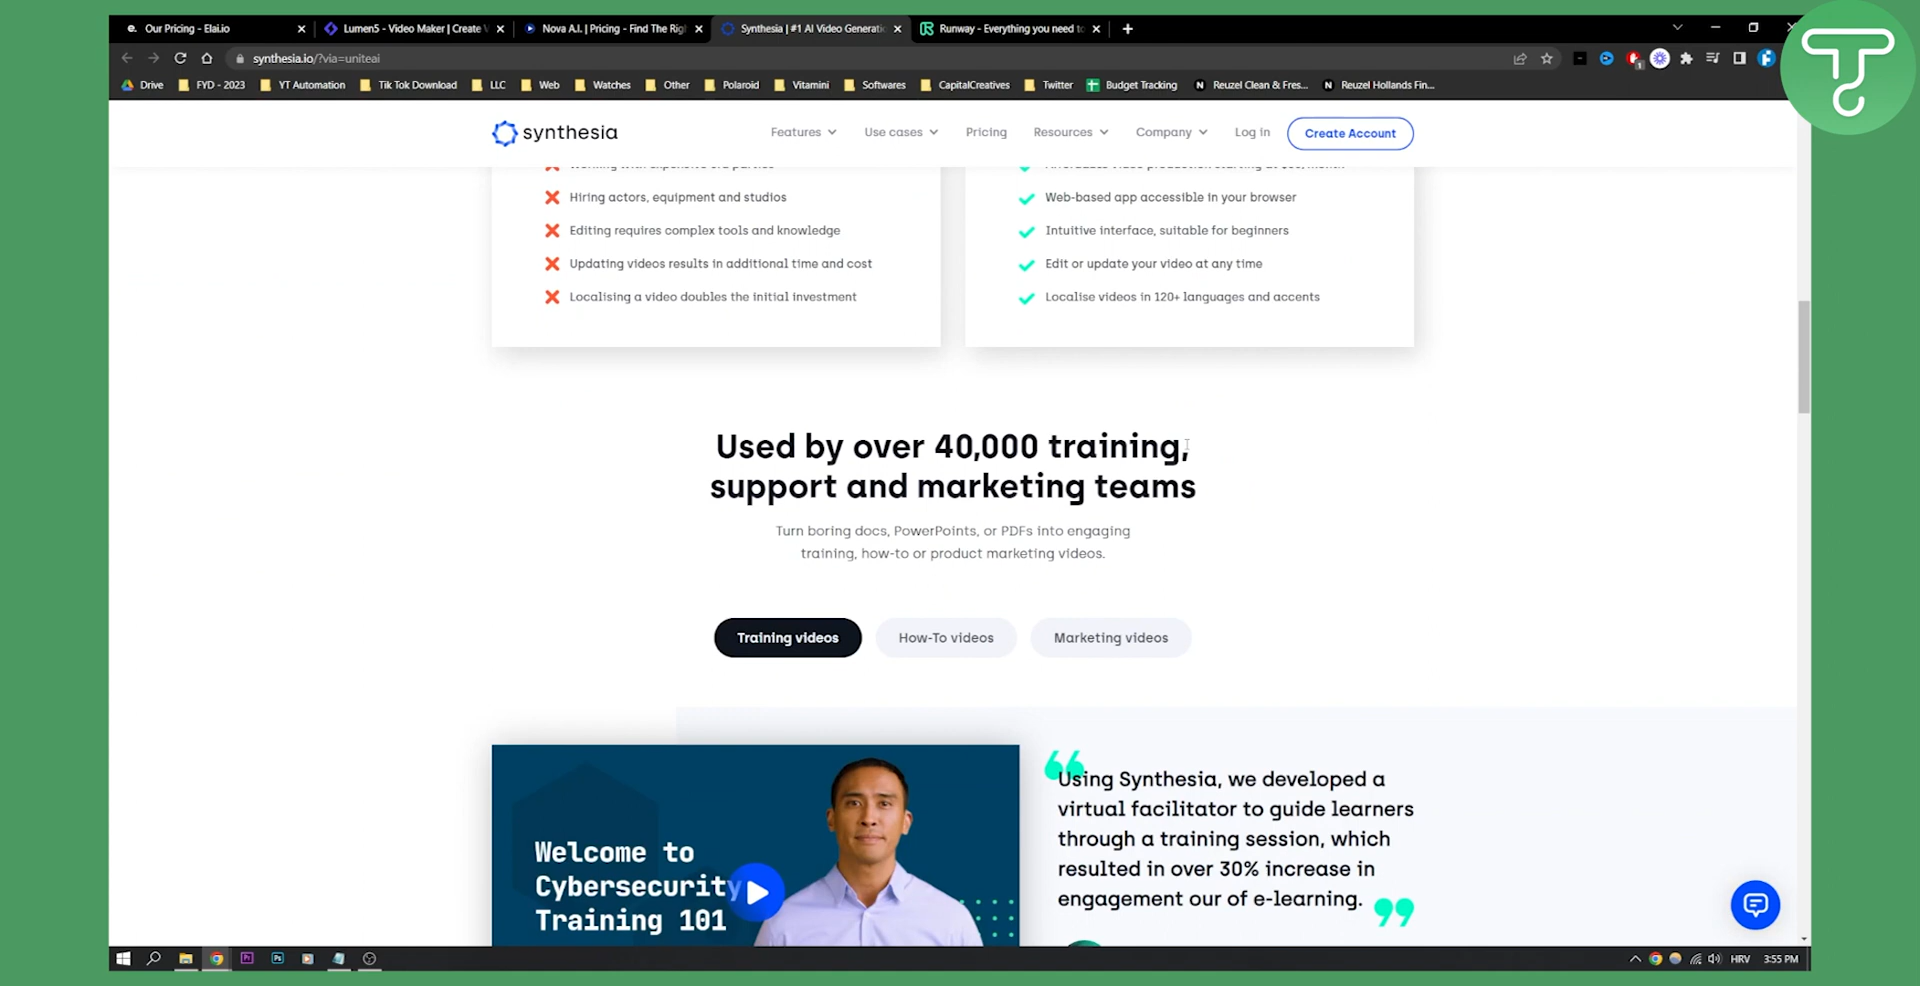 Our Pricing - Elai.io
Lumen5 - Video Maker | Create V
Nova A.I. | Pricing - Find The Rig
Synthesia | #1 AI Video Generati
Runway - Everything you need to
synthesia.io/?via=uniteai
Drive
FYD - 2023
YT Automation
Tik Tok Download
LLC
Web
Watches
Other
Polaroid
Vitamini
Softwares
CapitalCreatives
Twitter
Budget Tracking
Reuzel Clean & Fres...
Reuzel Hollands Fin...
synthesia
Features
Use cases
Pricing
Resources
Company
Log in
Create Account
Hiring actors, equipment and studios
Editing requires complex tools and knowledge
Updating videos results in additional time and cost
Localising a video doubles the initial investment
Web-based app accessible in your browser
Intuitive interface, suitable for beginners
Edit or update your video at any time
Localise videos in 120+ languages and accents
Used by over 40,000 training,
support and marketing teams
Turn boring docs, PowerPoints, or PDFs into engaging
training, how-to or product marketing videos.
Training videos
How-To videos
Marketing videos
Welcome to
Cybersecurity
Training 101
“Using Synthesia, we developed a
virtual facilitator to guide learners
through a training session, which
resulted in over 30% increase in
engagement our of e-learning.”
HRV
3:55 PM